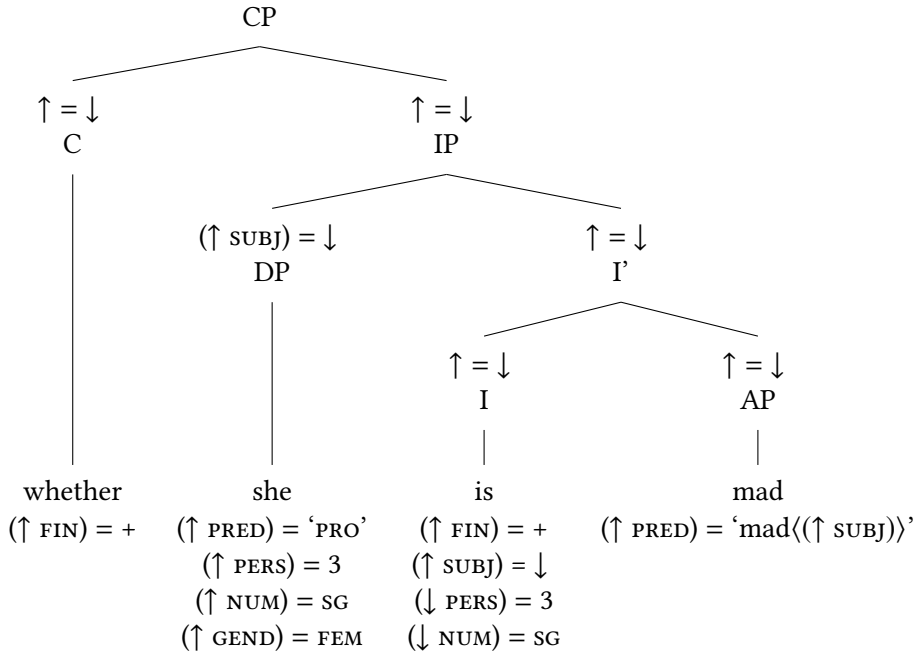 CP
↑ = ↓ ↑ = ↓
C IP
(↑ SUBJ) = ↓ ↑ = ↓
DP I’
↑ = ↓ ↑ = ↓
I AP
whether she is mad
(↑ FIN) = + (↑ PRED) = ‘PRO’ (↑ FIN) = + (↑ PRED) = ‘mad⟨(↑ SUBJ)⟩’
(↑ PERS) = 3 (↑ SUBJ) = ↓
(↑ NUM) = SG (↓ PERS) = 3
(↑ GEND) = FEM (↓ NUM) = SG